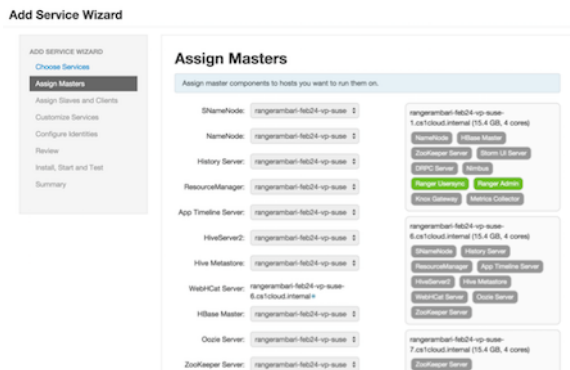 Add Service Wizard
ADD SERVICE WIZARD
Choose Services
Assign Masters
Assign Slaves and Clients
Customize Services
Configure Identities
Review
Install, Start and Test
Summary
Assign Masters
Assign master components to hosts you want to run them on.
SNameNode: rangerambari-feb24-vp-suse
NameNode: rangerambari-feb24-vp-suse
History Server: rangerambari-feb24-vp-suse
ResourceManager: rangerambari-feb24-vp-suse
App Timeline Server: rangerambari-feb24-vp-suse
HiveServer2: rangerambari-feb24-vp-suse
Hive Metastore: rangerambari-feb24-vp-suse
WebHCat Server: rangerambari-feb24-vp-suse-
6.cs1cloud.internal
HBase Master: rangerambari-feb24-vp-suse
Oozie Server: rangerambari-feb24-vp-suse
ZooKeeper Server: rangerambari-feb24-vp-suse
rangerambari-feb24-vp-suse-
1.cs1cloud.internal (15.4 GB, 4 cores)
NameNode HBase Master
ZooKeeper Server Storm UI Server
DRPC Server Nimbus
Ranger Usersync Ranger Admin
Knox Gateway Metrics Collector
rangerambari-feb24-vp-suse-
6.cs1cloud.internal (15.4 GB, 4 cores)
SNameNode History Server
ResourceManager App Timeline Server
HiveServer2 Hive Metastore
WebHCat Server Oozie Server
ZooKeeper Server
rangerambari-feb24-vp-suse-
7.cs1cloud.internal (15.4 GB, 4 cores)
ZooKeeper Server